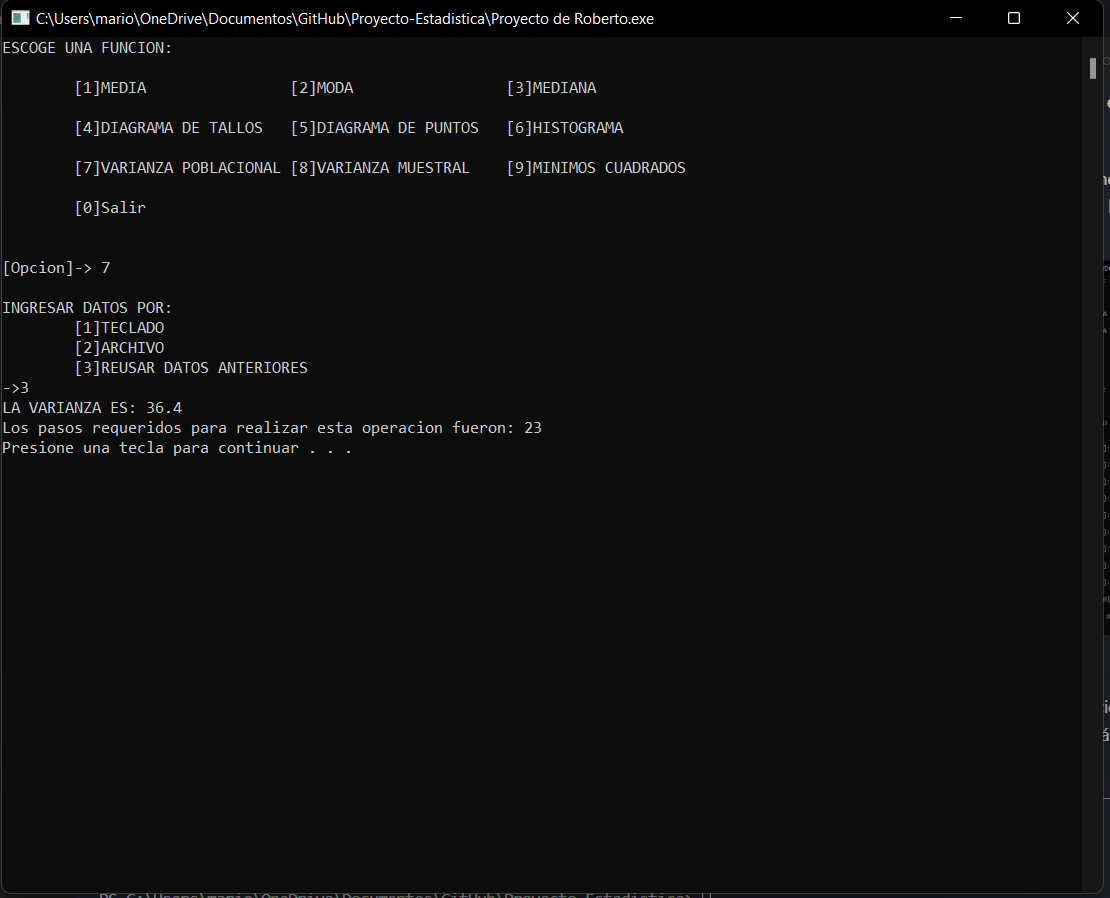 C:\Users\mario\OneDrive\Documentos\GitHub\Proyecto-Estadistica\Proyecto de Roberto.exe
ESCOGE UNA FUNCION:
[1]MEDIA [2]MODA [3]MEDIANA
[4]DIAGRAMA DE TALLOS [5]DIAGRAMA DE PUNTOS [6]HISTOGRAMA
[7]VARIANZA POBLACIONAL [8]VARIANZA MUESTRAL [9]MINIMOS CUADRADOS
[0]Salir
[Opcion]-> 7
INGRESAR DATOS POR:
[1]TECLADO
[2]ARCHIVO
[3]REUSAR DATOS ANTERIORES
->3
LA VARIANZA ES: 36.4
Los pasos requeridos para realizar esta operacion fueron: 23
Presione una tecla para continuar . . .
PS C:\Users\mario\OneDrive\Documentos\GitHub\Proyecto-Estadistica>